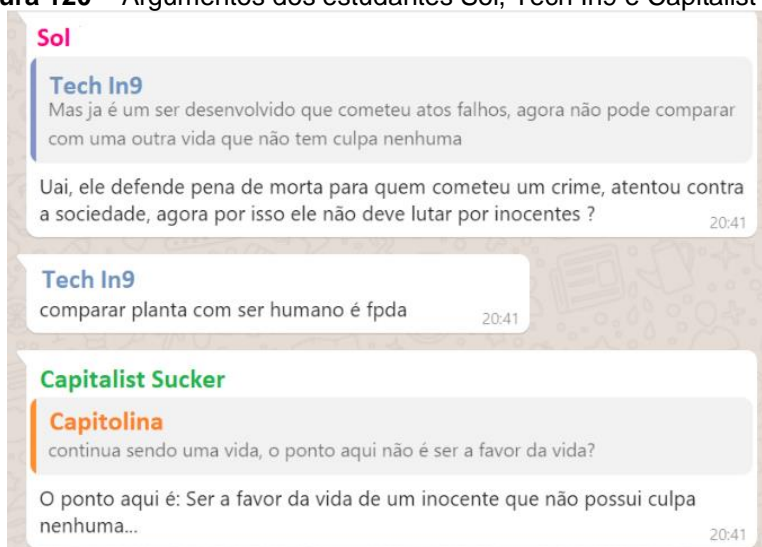 Argumentos dos estudantes Sol, Tech In9 e Capitalist
Sol
Tech In9
Mas ja é um ser desenvolvido que cometeu atos falhos, agora não pode comparar
com uma outra vida que não tem culpa nenhuma
Uai, ele defende pena de morta para quem cometeu um crime, atentou contra
a sociedade, agora por isso ele não deve lutar por inocentes ?
20:41
Tech In9
comparar planta com ser humano é fpda
20:41
Capitalist Sucker
Capitolina
continua sendo uma vida, o ponto aqui não é ser a favor da vida?
O ponto aqui é: Ser a favor da vida de um inocente que não possui culpa
nenhuma...
20:41